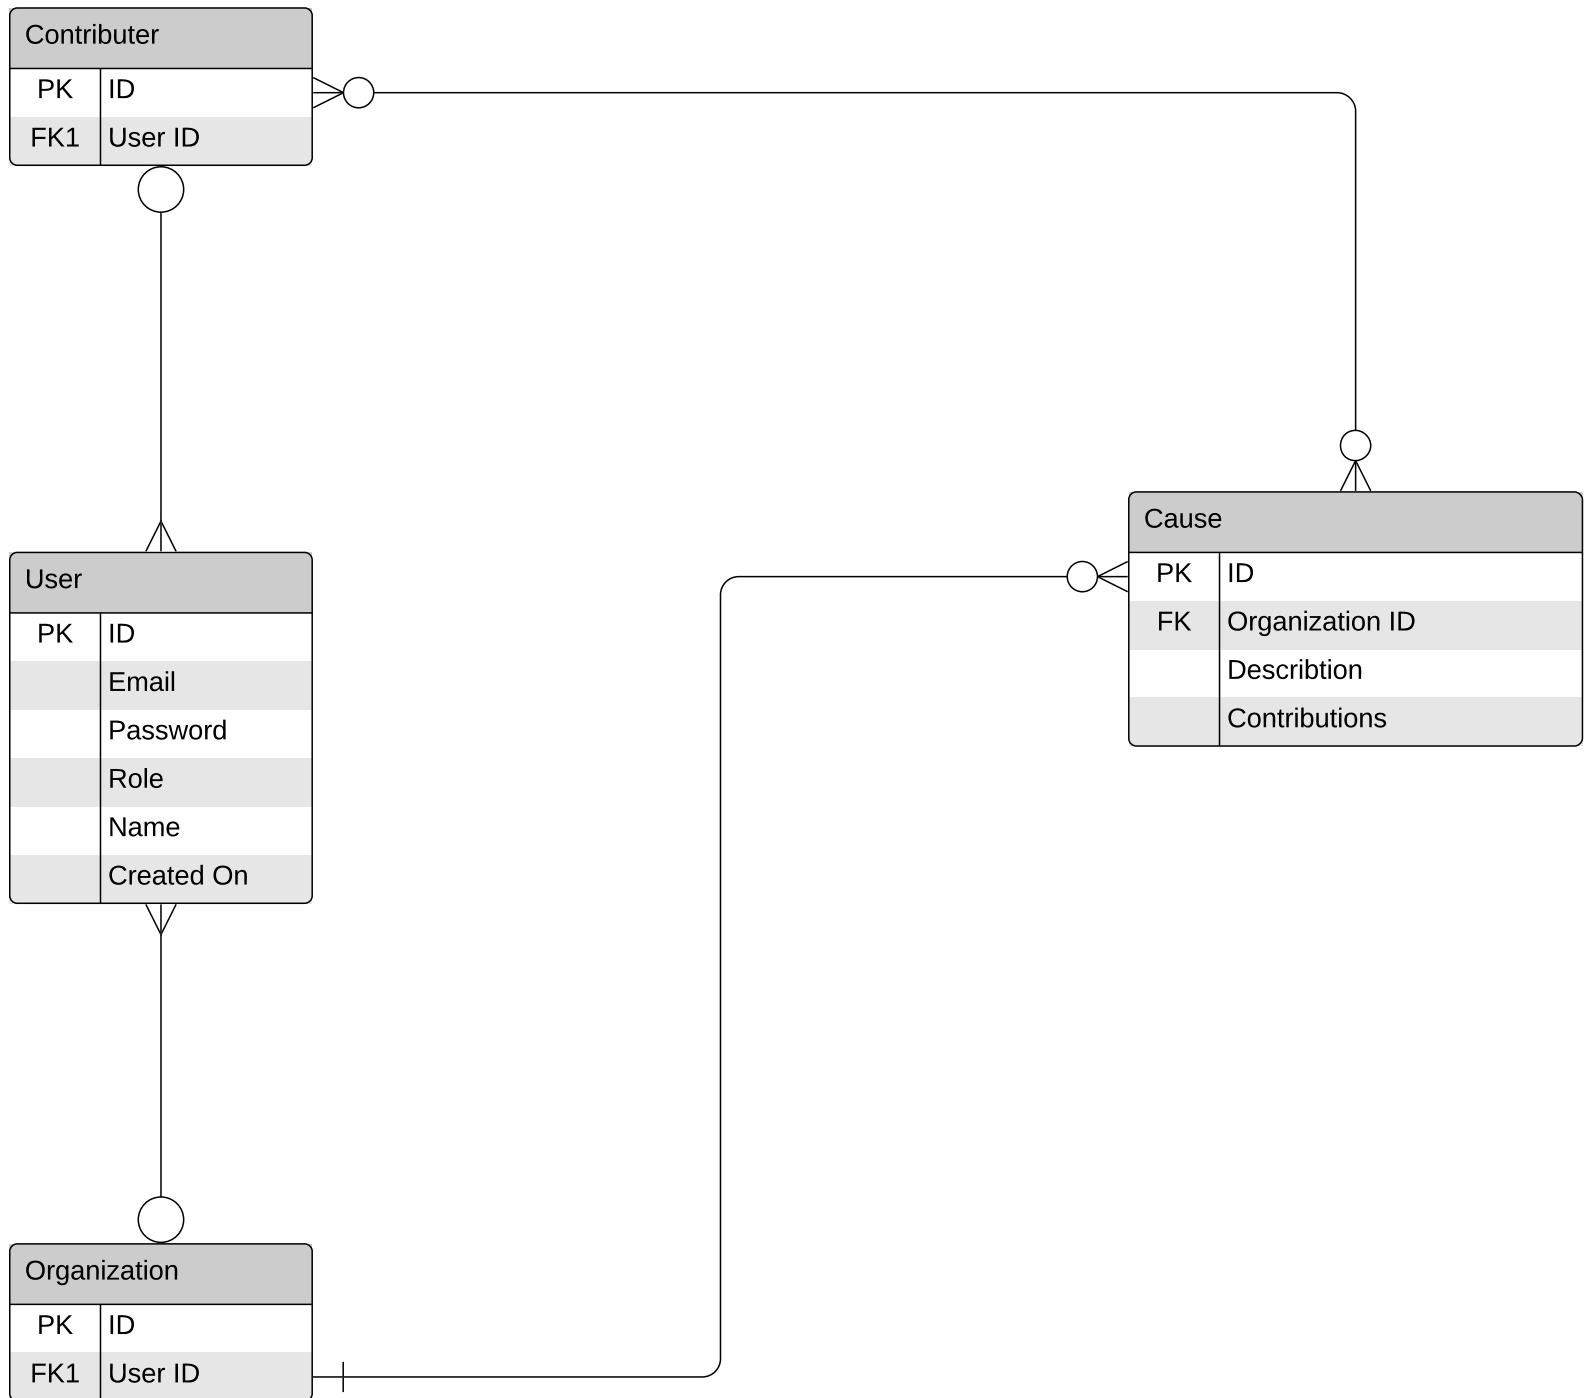 Contributer
PK ID
FK1 User ID
User
PK ID
Email
Password
Role
Name
Created On
Cause
PK ID
FK Organization ID
Describtion
Contributions
Organization
PK ID
FK1 User ID